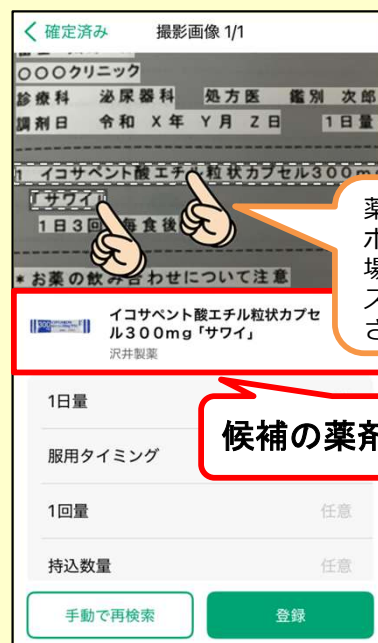 確定済み
撮影画像 1/1
〇〇〇クリニック
診療科 泌尿器科 処方医 鑑別 次郎
調剤日 令和 X年 Y月 Z日 1日量
1 イコサペント酸エチル粒状カプセル300m
「サワイ」
1日3回 毎食後
薬
ホ
場
ス
さ
*お薬の飲み合わせについて注意
イコサペント酸エチル粒状カプセ
ル300mg「サワイ」
沢井製薬
1日量
候補の薬剤
服用タイミング
1回量
任意
持込数量
任意
手動で再検索
登録